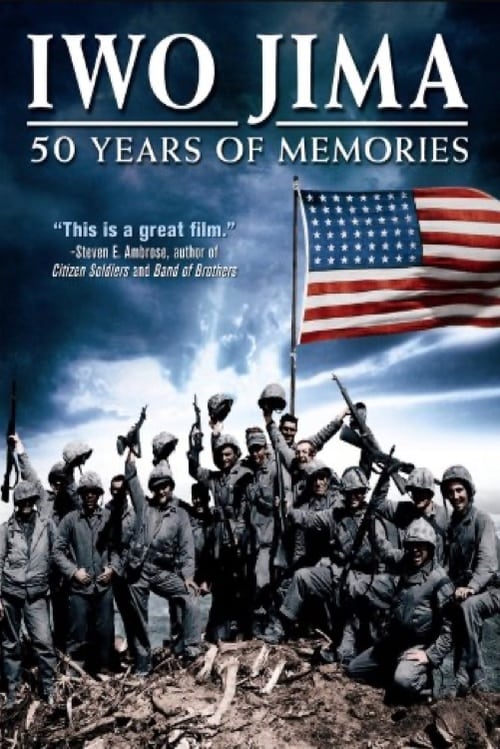 IWO JIMA
50 YEARS OF MEMORIES
“This is a great film.”
-Steven E. Ambrose, author of
Citizen Soldiers and Band of Brothers